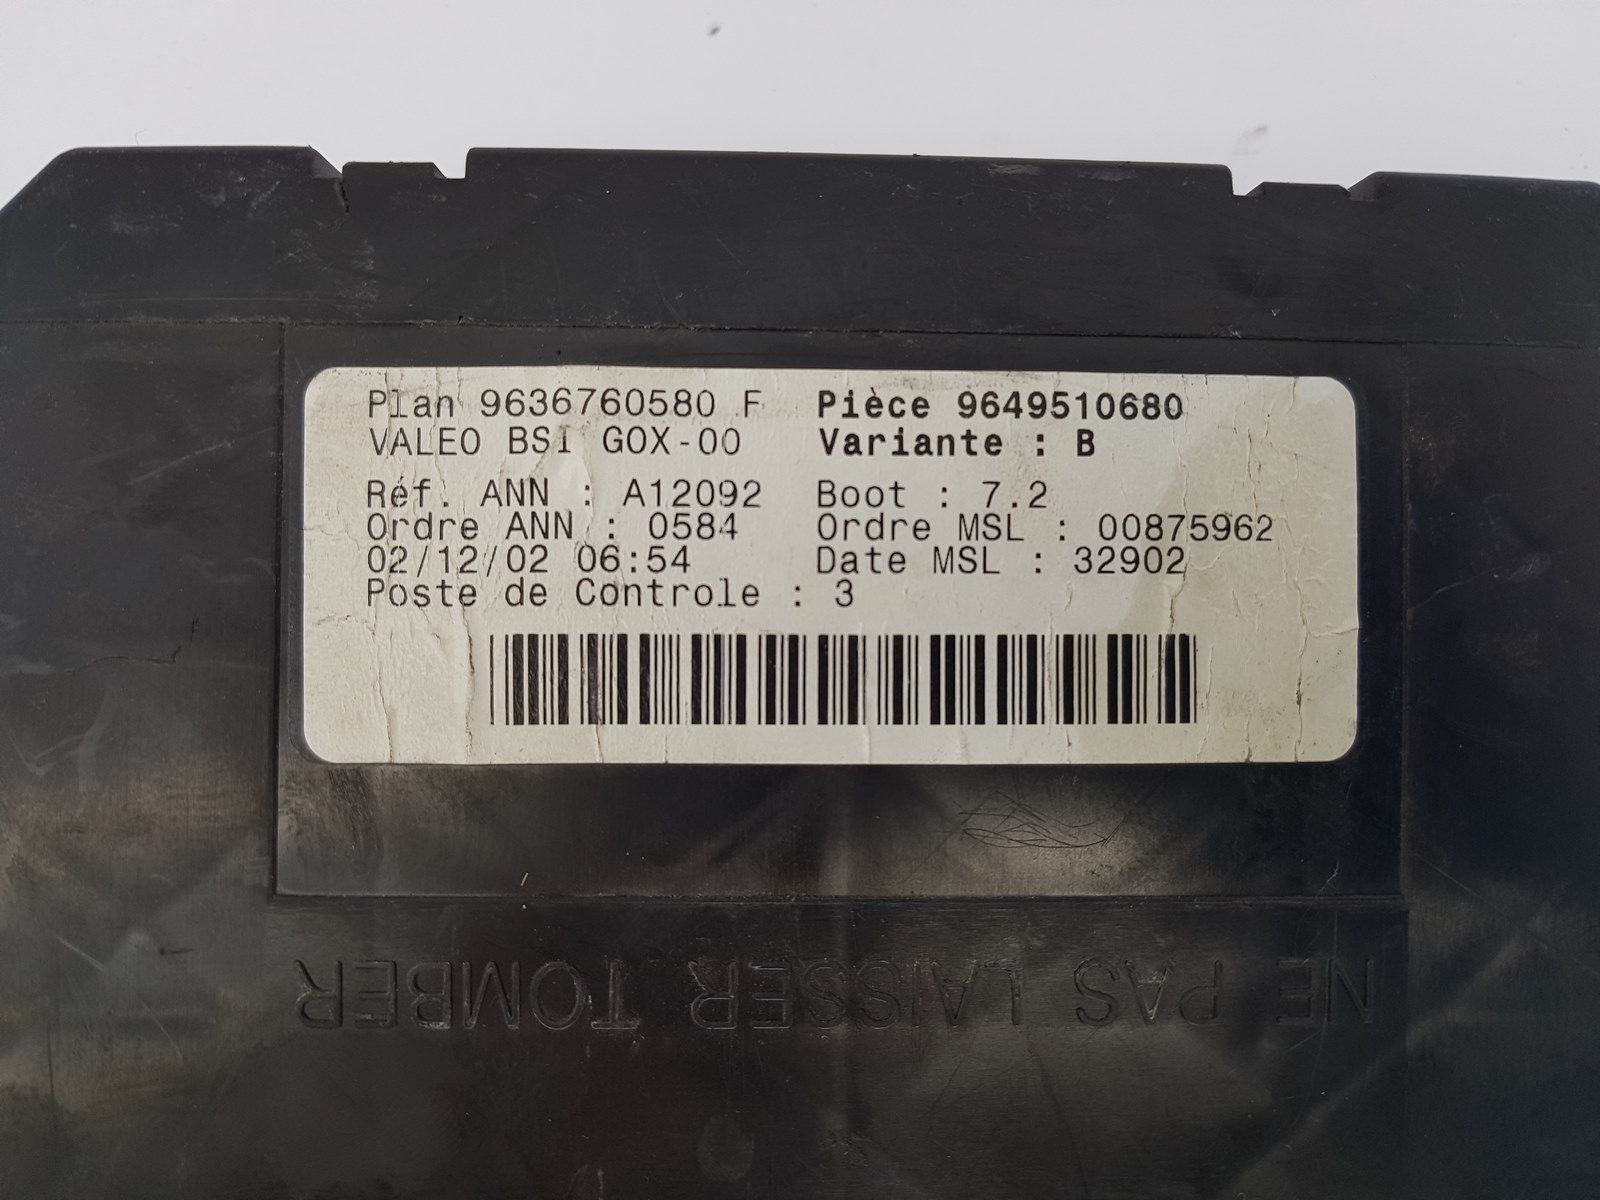 Plan 9636760580 F Pièce 9649510680
VALEO BSI GOX-00 Variante : B
Réf. ANN : A12092 Boot : 7.2
Ordre ANN : 0584 Ordre MSL : 00875962
02/12/02 06:54 Date MSL : 32902
Poste de Controle : 3
NE PAS LAISSER TOMBER